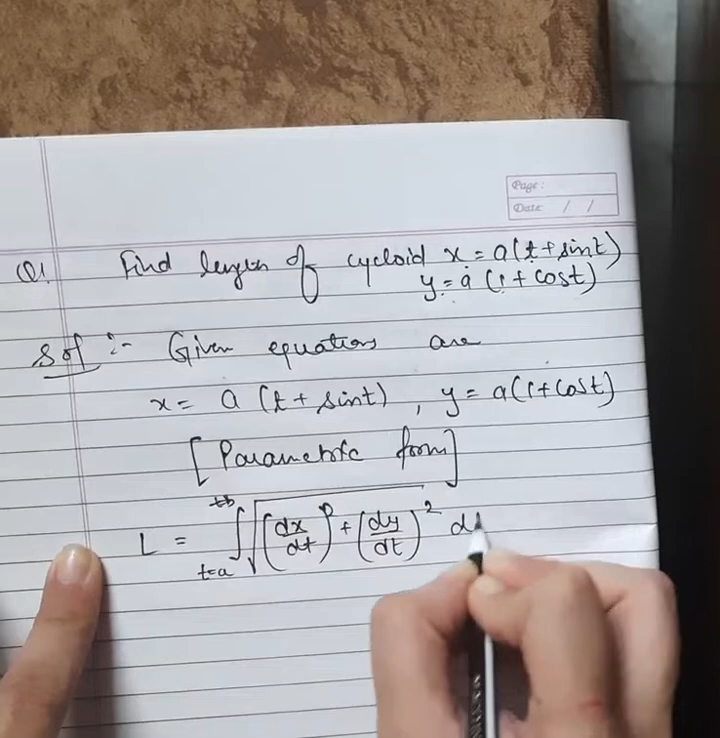 Page:
Date / /
Q1 Find length of cycloid x = a(t + sint)
y = a (1 + cost)
Sol :- Given equations are
x = a (t + sint) , y = a(1+cost)
[Parametric form]
L = ∫ t=a tb √((dx/dt)² + (dy/dt)²) d